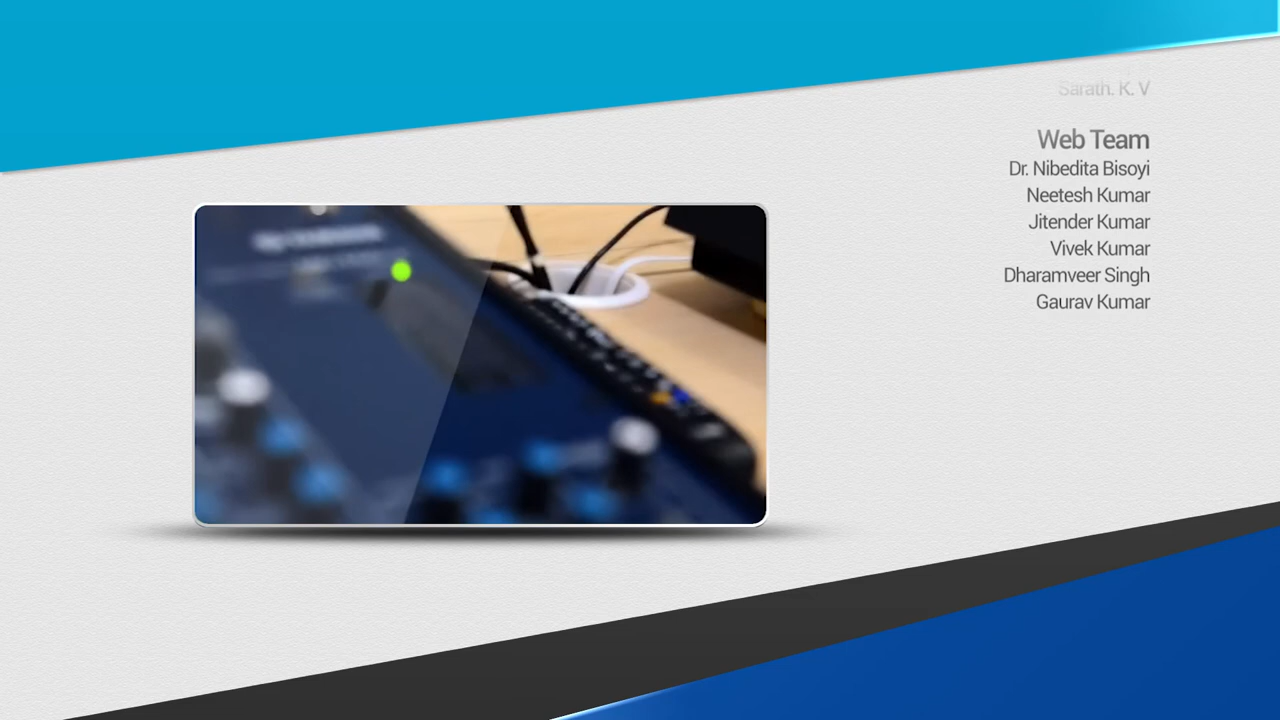 Sarath. K. V
Web Team
Dr. Nibedita Bisoyi
Neetesh Kumar
Jitender Kumar
Vivek Kumar
Dharamveer Singh
Gaurav Kumar